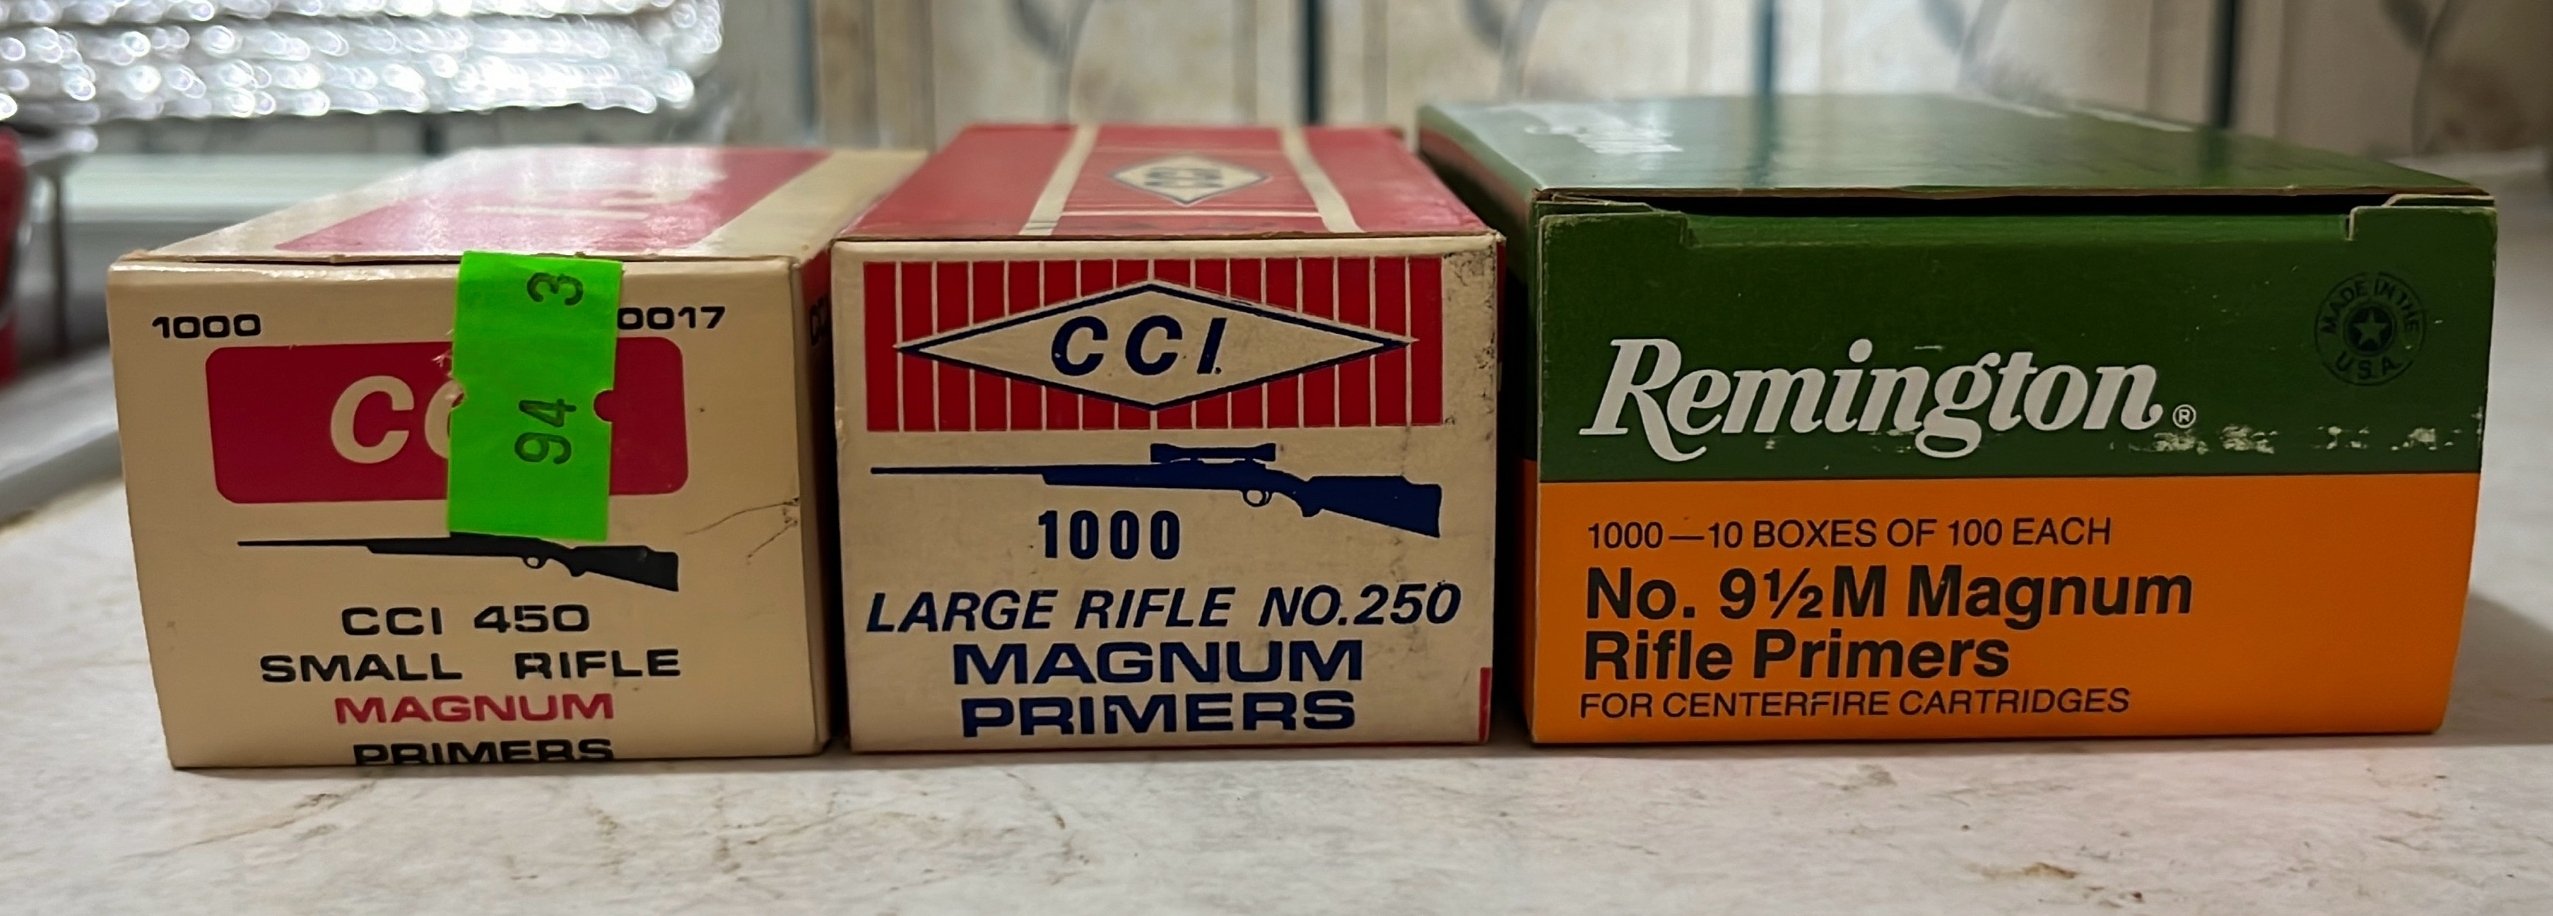 1000
0017
3
94
CC
CCI 450
SMALL RIFLE
MAGNUM
PRIMERS
CCI
CCI
1000
LARGE RIFLE NO.250
MAGNUM
PRIMERS
Remington®
MADE IN THE U.S.A.
1000—10 BOXES OF 100 EACH
No. 9½M Magnum
Rifle Primers
FOR CENTERFIRE CARTRIDGES